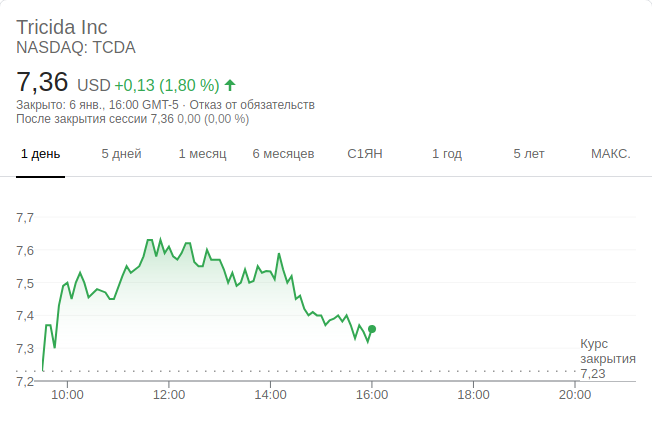 Tricida Inc
NASDAQ: TCDA
7,36 USD +0,13 (1,80 %)
Закрыто: 6 янв., 16:00 GMT-5 · Отказ от обязательств
После закрытия сессии 7,36 0,00 (0,00 %)
1 день 5 дней 1 месяц 6 месяцев С1ЯН 1 год 5 лет МАКС.
7,7
7,6
7,5
7,4
7,3
7,2
Курс
закрытия
7,23
10:00 12:00 14:00 16:00 18:00 20:00